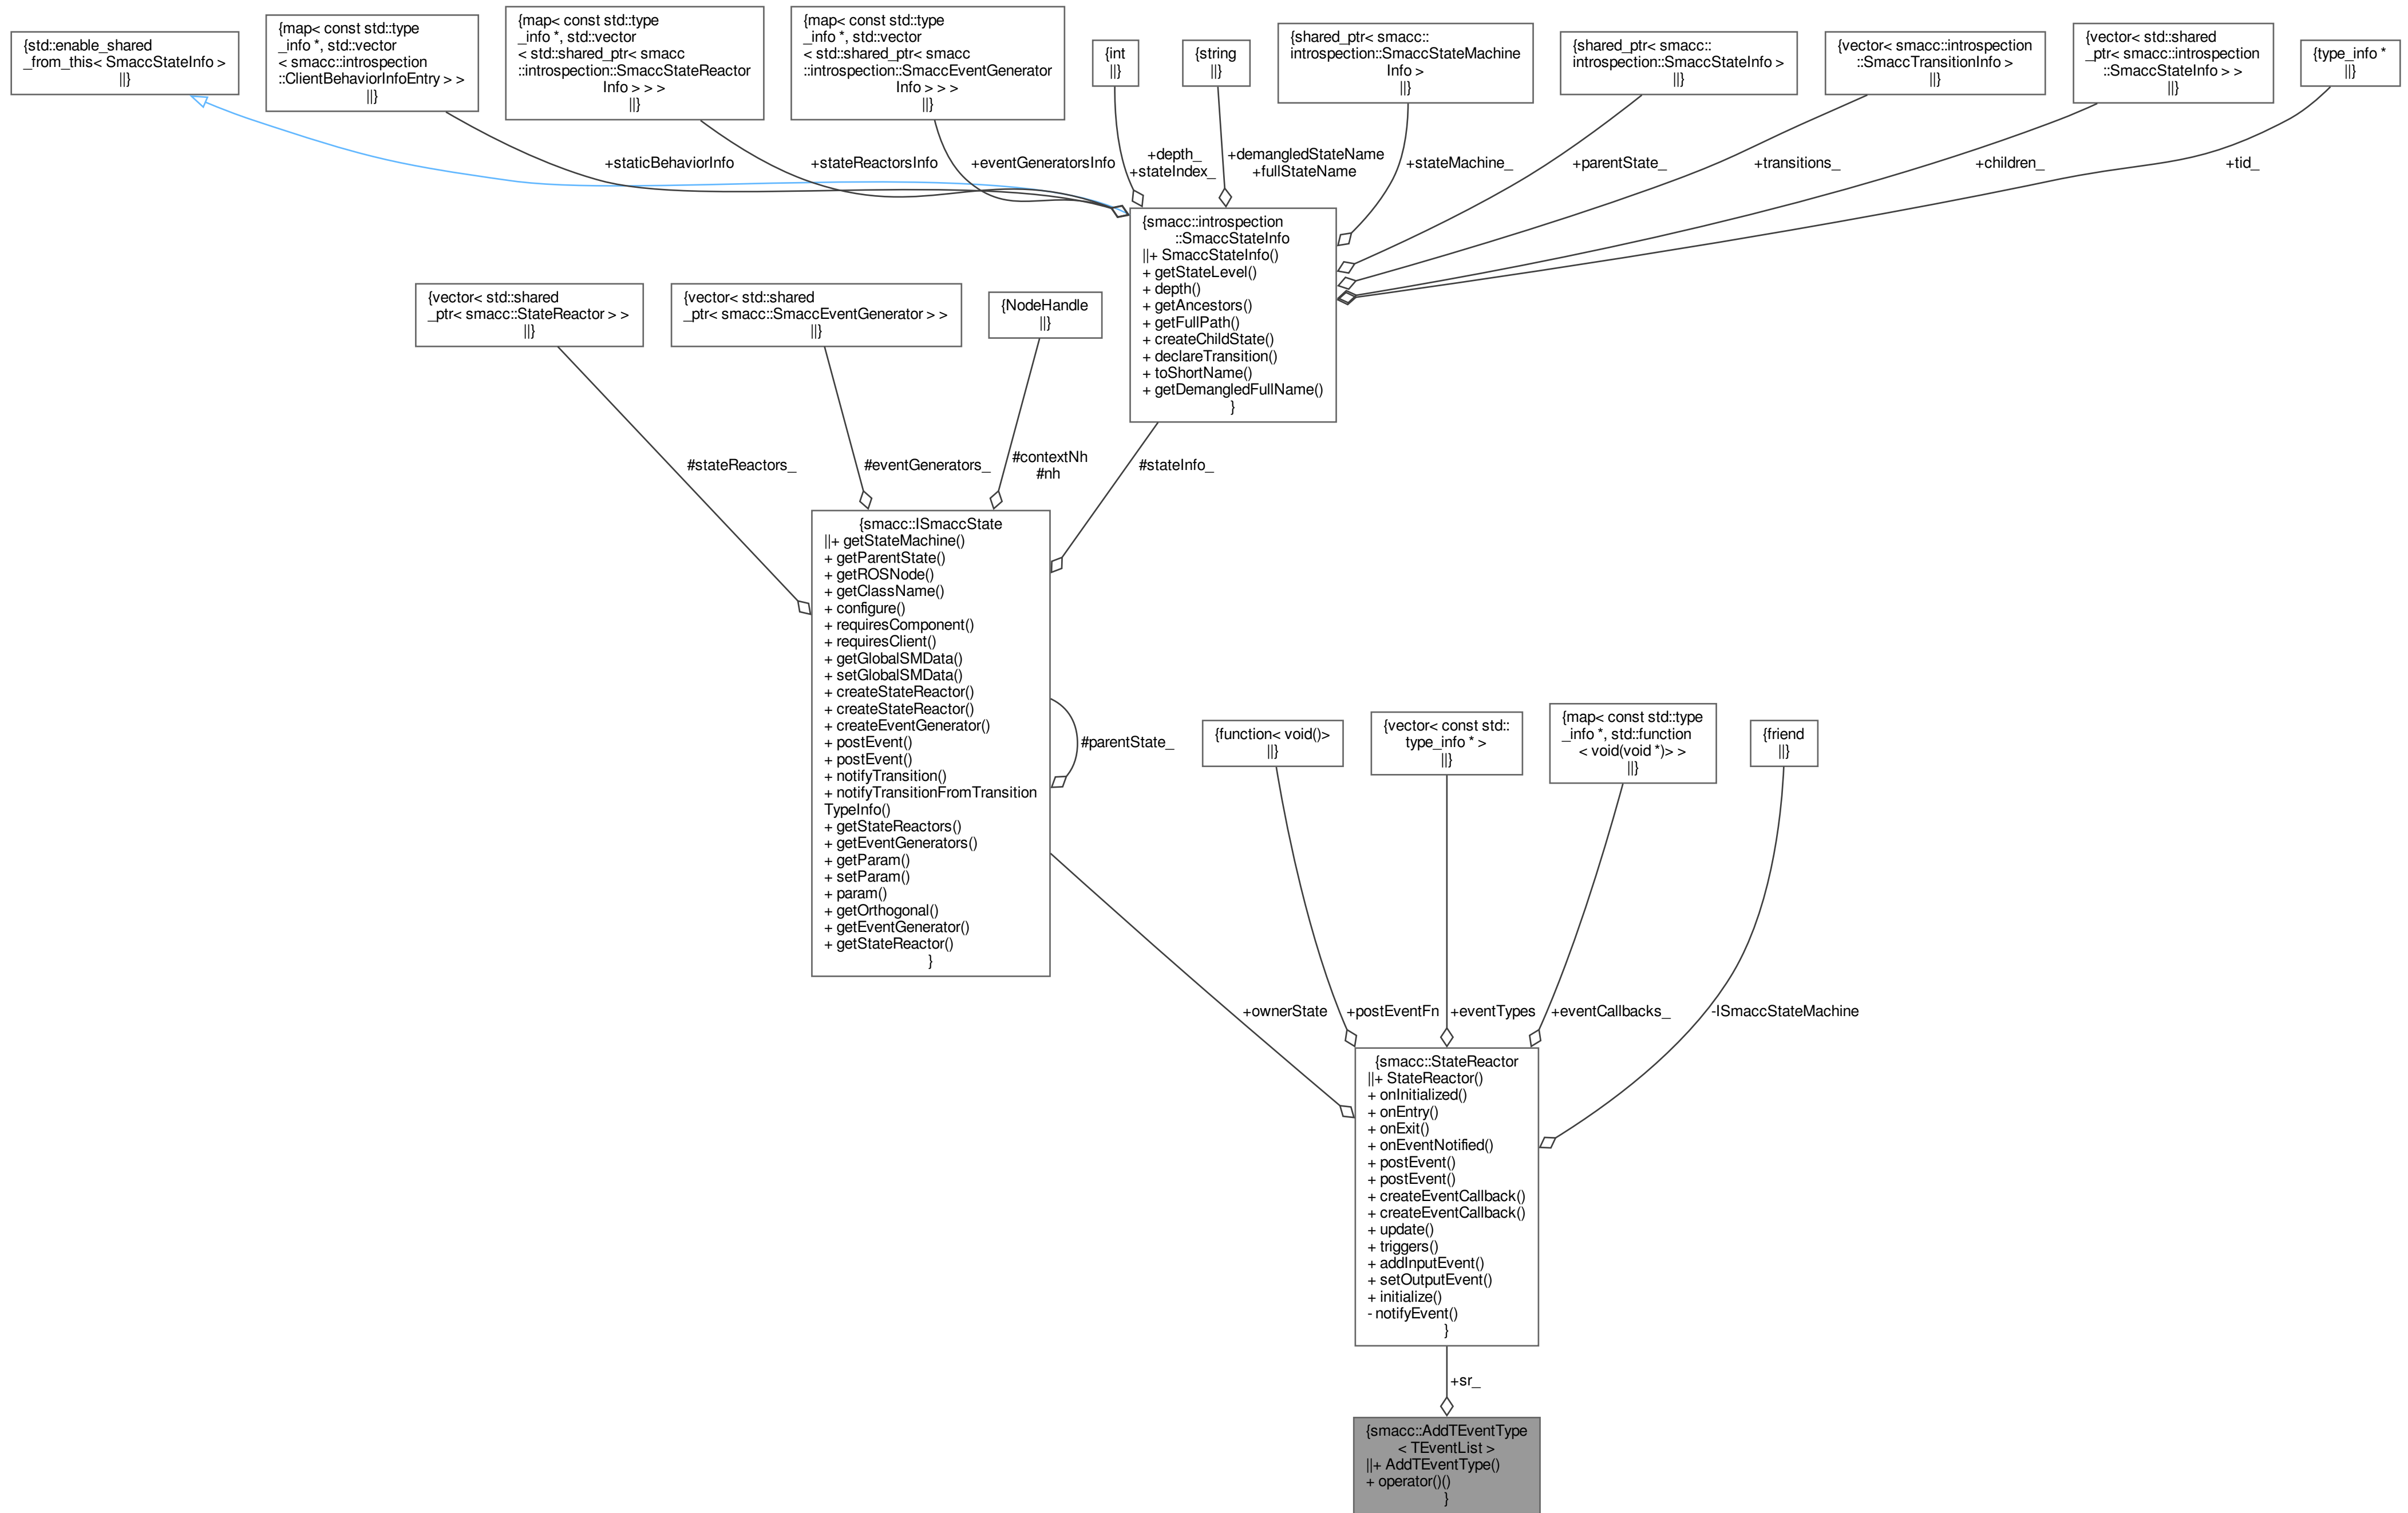 {std::enable_shared
_from_this< SmaccStateInfo >
||}
{map< const std::type
_info *, std::vector
< smacc::introspection
::ClientBehaviorInfoEntry > >
||}
{map< const std::type
_info *, std::vector
< std::shared_ptr< smacc
::introspection::SmaccStateReactor
Info > > >
||}
{map< const std::type
_info *, std::vector
< std::shared_ptr< smacc
::introspection::SmaccEventGenerator
Info > > >
||}
{int
||}
{string
||}
{shared_ptr< smacc::
introspection::SmaccStateMachine
Info >
||}
{shared_ptr< smacc::
introspection::SmaccStateInfo >
||}
{vector< smacc::introspection
::SmaccTransitionInfo >
||}
{vector< std::shared
_ptr< smacc::introspection
::SmaccStateInfo > >
||}
{type_info *
||}
+staticBehaviorInfo
+stateReactorsInfo
+eventGeneratorsInfo
+depth_
+stateIndex_
+demangledStateName
+fullStateName
+stateMachine_
+parentState_
+transitions_
+children_
+tid_
{smacc::introspection
::SmaccStateInfo
||+ SmaccStateInfo()
+ getStateLevel()
+ depth()
+ getAncestors()
+ getFullPath()
+ createChildState()
+ declareTransition()
+ toShortName()
+ getDemangledFullName()
}
{vector< std::shared
_ptr< smacc::StateReactor > >
||}
{vector< std::shared
_ptr< smacc::SmaccEventGenerator > >
||}
{NodeHandle
||}
#stateReactors_
#eventGenerators_
#contextNh
#nh
#stateInfo_
{smacc::ISmaccState
||+ getStateMachine()
+ getParentState()
+ getROSNode()
+ getClassName()
+ configure()
+ requiresComponent()
+ requiresClient()
+ getGlobalSMData()
+ setGlobalSMData()
+ createStateReactor()
+ createStateReactor()
+ createEventGenerator()
+ postEvent()
+ postEvent()
+ notifyTransition()
+ notifyTransitionFromTransition
TypeInfo()
+ getStateReactors()
+ getEventGenerators()
+ getParam()
+ setParam()
+ param()
+ getOrthogonal()
+ getEventGenerator()
+ getStateReactor()
}
#parentState_
{function< void()>
||}
{vector< const std::
type_info * >
||}
{map< const std::type
_info *, std::function
< void(void *)> >
||}
{friend
||}
+ownerState
+postEventFn
+eventTypes
+eventCallbacks_
-ISmaccStateMachine
{smacc::StateReactor
||+ StateReactor()
+ onInitialized()
+ onEntry()
+ onExit()
+ onEventNotified()
+ postEvent()
+ postEvent()
+ createEventCallback()
+ createEventCallback()
+ update()
+ triggers()
+ addInputEvent()
+ setOutputEvent()
+ initialize()
- notifyEvent()
}
+sr_
{smacc::AddTEventType
< TEventList >
||+ AddTEventType()
+ operator()()
}